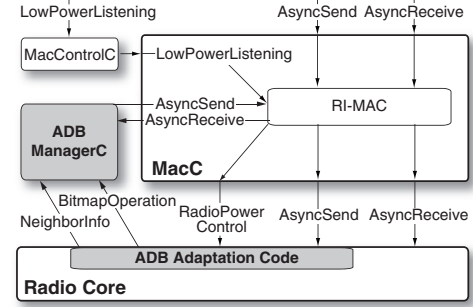 LowPowerListening
AsyncSend
AsyncReceive
MacControlC
LowPowerListening
AsyncSend
AsyncReceive
RI-MAC
ADB
ManagerC
MacC
BitmapOperation
NeighborInfo
RadioPower
Control
AsyncSend
AsyncReceive
ADB Adaptation Code
Radio Core